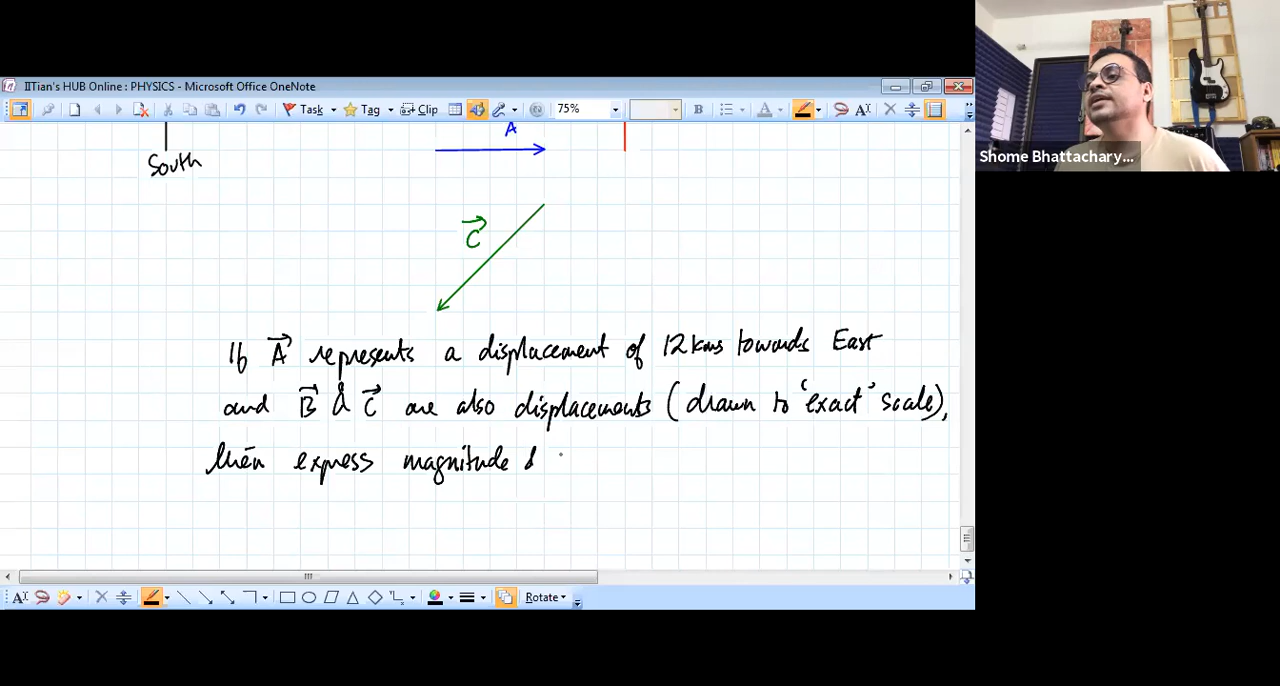 IITian's HUB Online : PHYSICS - Microsoft Office OneNote
Task Tag Clip 75% B A A
A
South
C
If A represents a displacement of 12 kms towards East
and B & C are also displacements (drawn to 'exact' scale),
then express magnitude &
A Rotate
Shome Bhattachary...